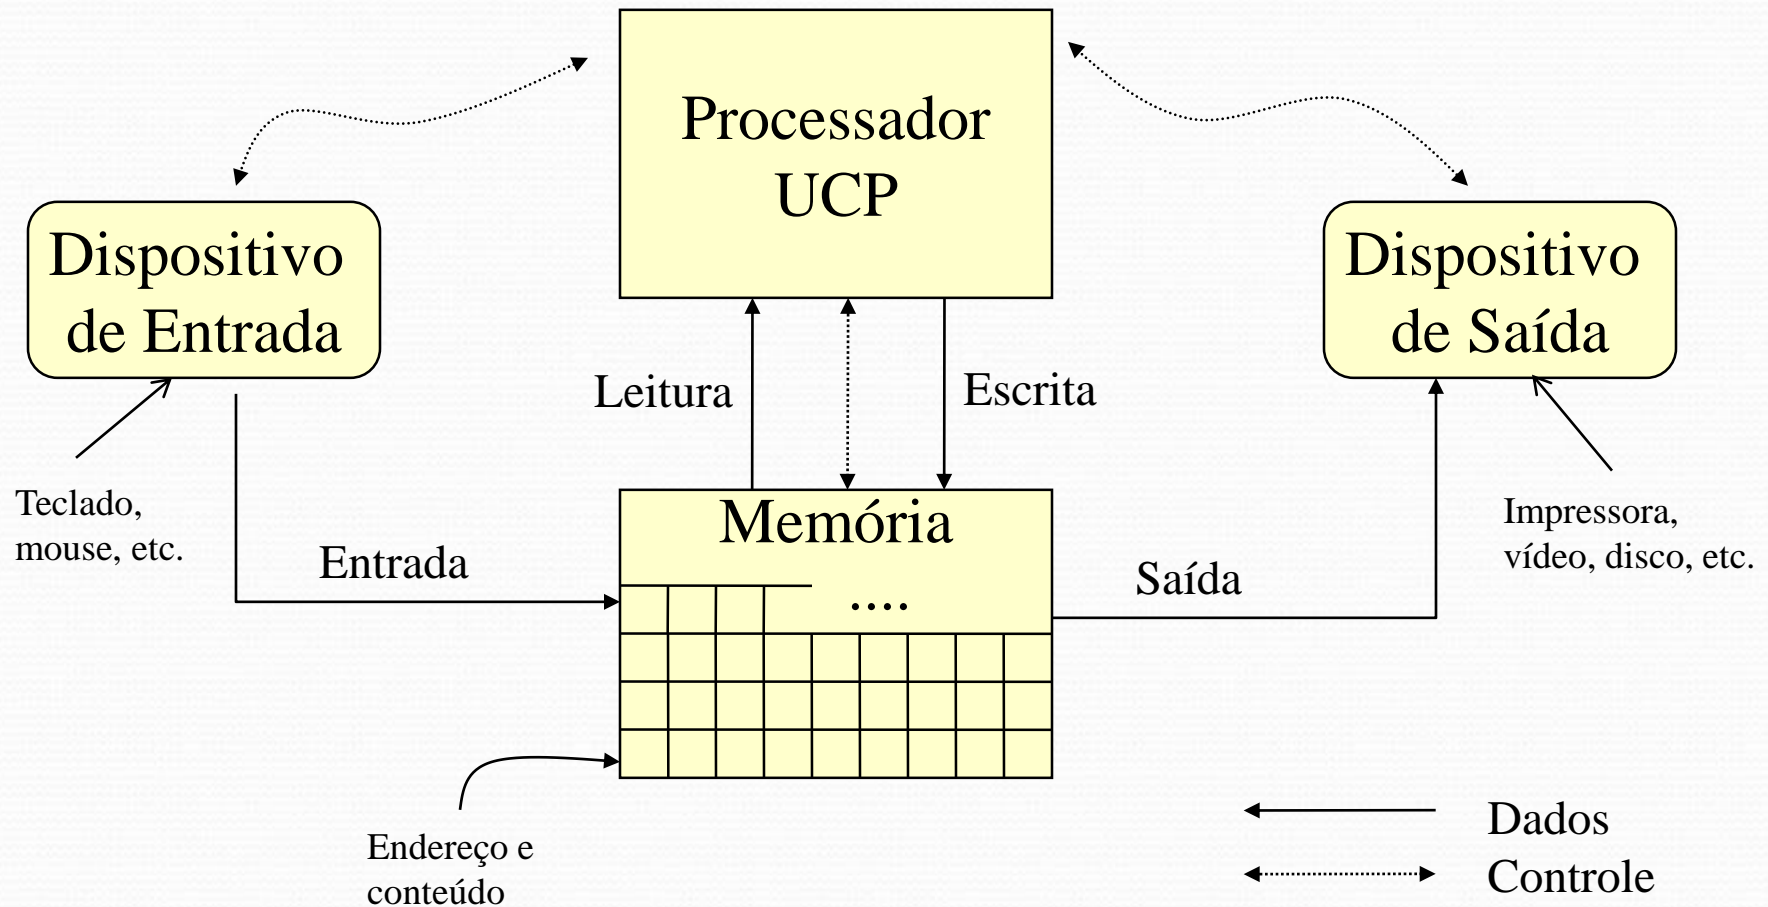 Processador
UCP
Dispositivo
de Entrada
Dispositivo
de Saída
Leitura
Escrita
Teclado,
mouse, etc.
Impressora,
vídeo, disco, etc.
Memória
Entrada
Saída
....
Endereço e
conteúdo
Dados
Controle